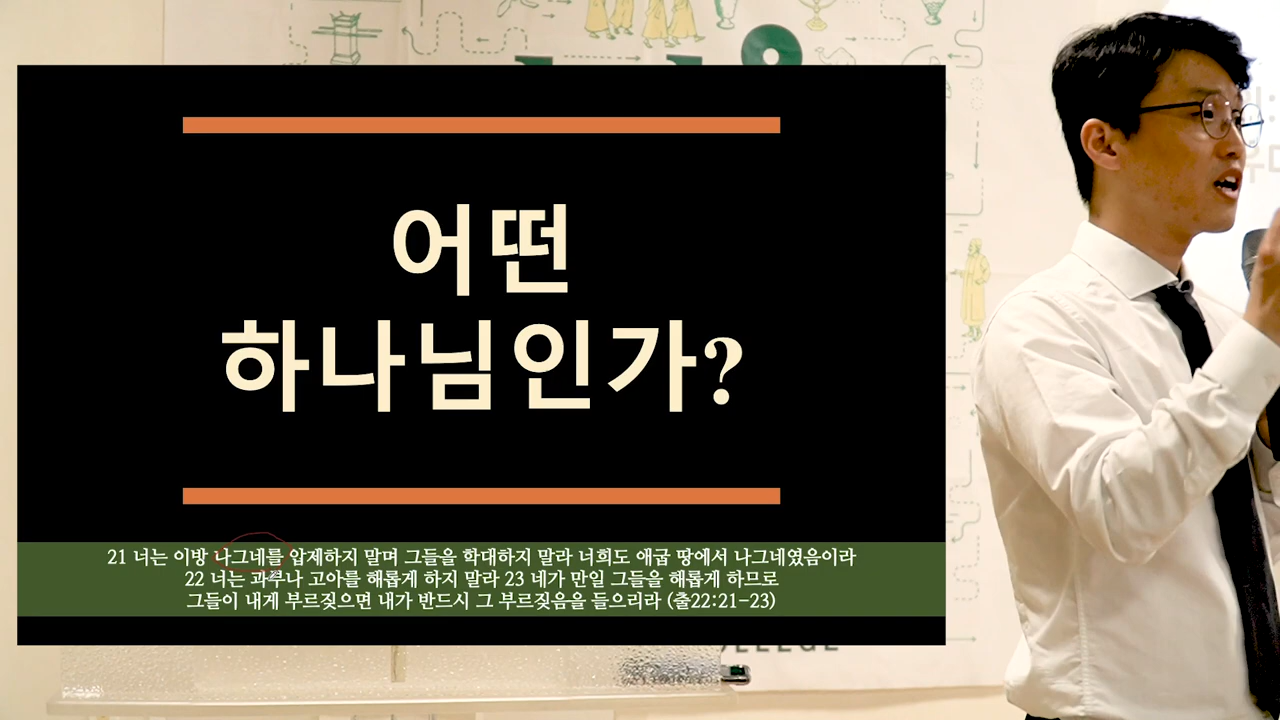 어떤
하나님인가?
21 너는 이방 나그네를 압제하지 말며 그들을 학대하지 말라 너희도 애굽 땅에서 나그네였음이라
22 너는 과부나 고아를 해롭게 하지 말라 23 네가 만일 그들을 해롭게 하므로
그들이 내게 부르짖으면 내가 반드시 그 부르짖음을 들으리라 (출22:21-23)